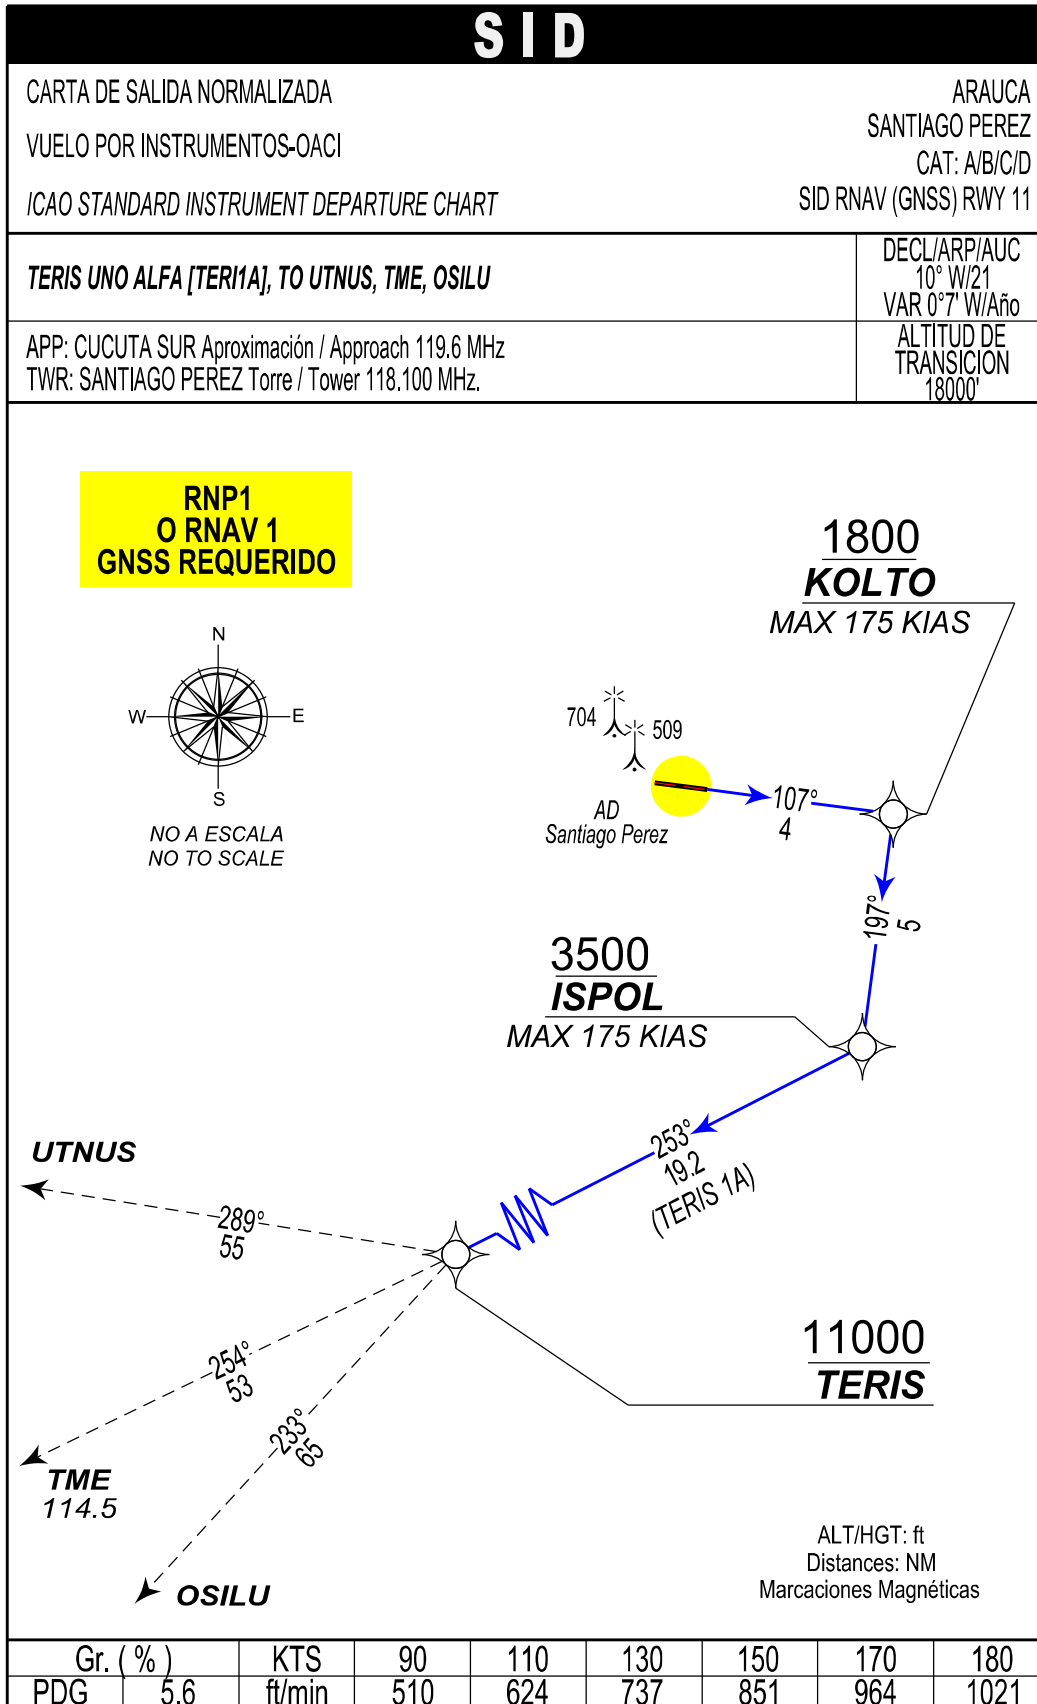 SID
CARTA DE SALIDA NORMALIZADA
VUELO POR INSTRUMENTOS-OACI
ICAO STANDARD INSTRUMENT DEPARTURE CHART
ARAUCA
SANTIAGO PEREZ
CAT: A/B/C/D
SID RNAV (GNSS) RWY 11
TERIS UNO ALFA [TERI1A], TO UTNUS, TME, OSILU
DECL/ARP/AUC
10° W/21
VAR 0°7' W/Año
APP: CUCUTA SUR Aproximación / Approach 119.6 MHz
TWR: SANTIAGO PEREZ Torre / Tower 118.100 MHz.
ALTITUD DE
TRANSICION
18000'
RNP1
O RNAV 1
GNSS REQUERIDO
1800
KOLTO
MAX 175 KIAS
N
W
E
S
NO A ESCALA
NO TO SCALE
704
509
AD
Santiago Perez
107°
4
197°
5
3500
ISPOL
MAX 175 KIAS
253°
19.2
(TERIS 1A)
UTNUS
289°
55
254°
53
233°
65
11000
TERIS
TME
114.5
OSILU
ALT/HGT: ft
Distances: NM
Marcaciones Magnéticas
Gr. ( % ) KTS 90 110 130 150 170 180
PDG 5.6 ft/min 510 624 737 851 964 1021